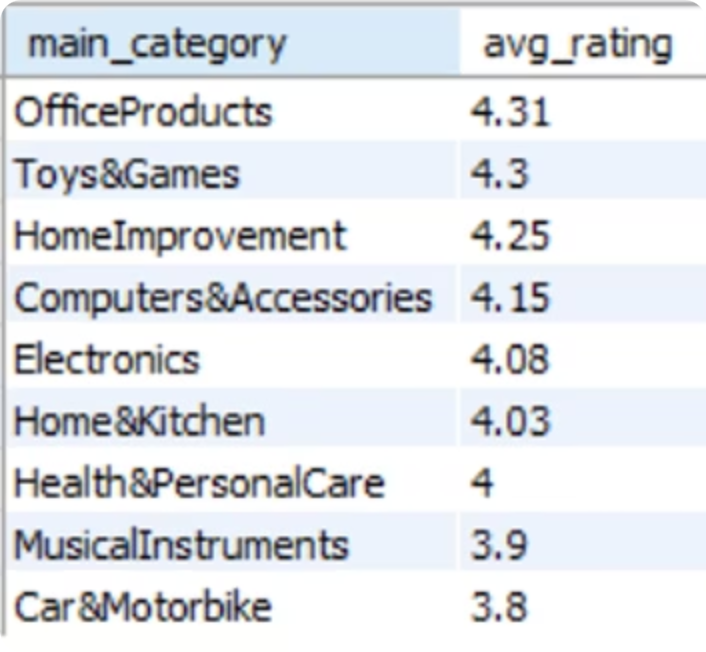 main_category avg_rating
OfficeProducts 4.31
Toys&Games 4.3
HomeImprovement 4.25
Computers&Accessories 4.15
Electronics 4.08
Home&Kitchen 4.03
Health&PersonalCare 4
MusicalInstruments 3.9
Car&Motorbike 3.8